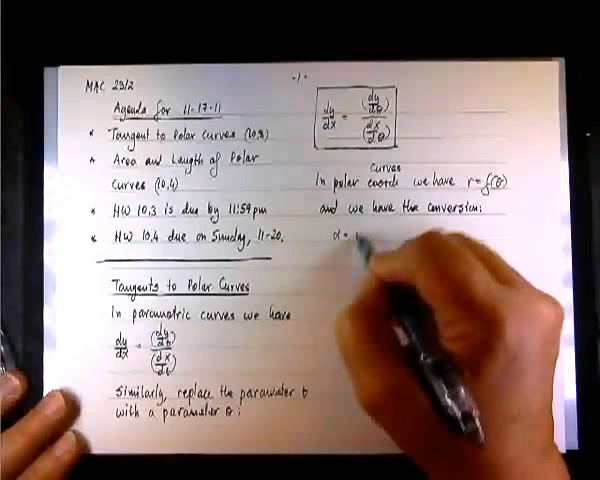 MAC 2312
-1-
Agenda for 11-17-11
* Tangent to Polar Curves (10.3)
* Area and Length of Polar
Curves (10.4)
* HW 10.3 is due by 11:59pm
* HW 10.4 due on Sunday, 11-20.
Tangents to Polar Curves
In parametric curves we have
dy/dx = (dy/dt)/(dx/dt)
Similarly, replace the parameter t
with a parameter θ:
dy/dx = (dy/dθ)/(dx/dθ)
Curves
In polar coords we have r = f(θ)
and we have the conversion:
x =